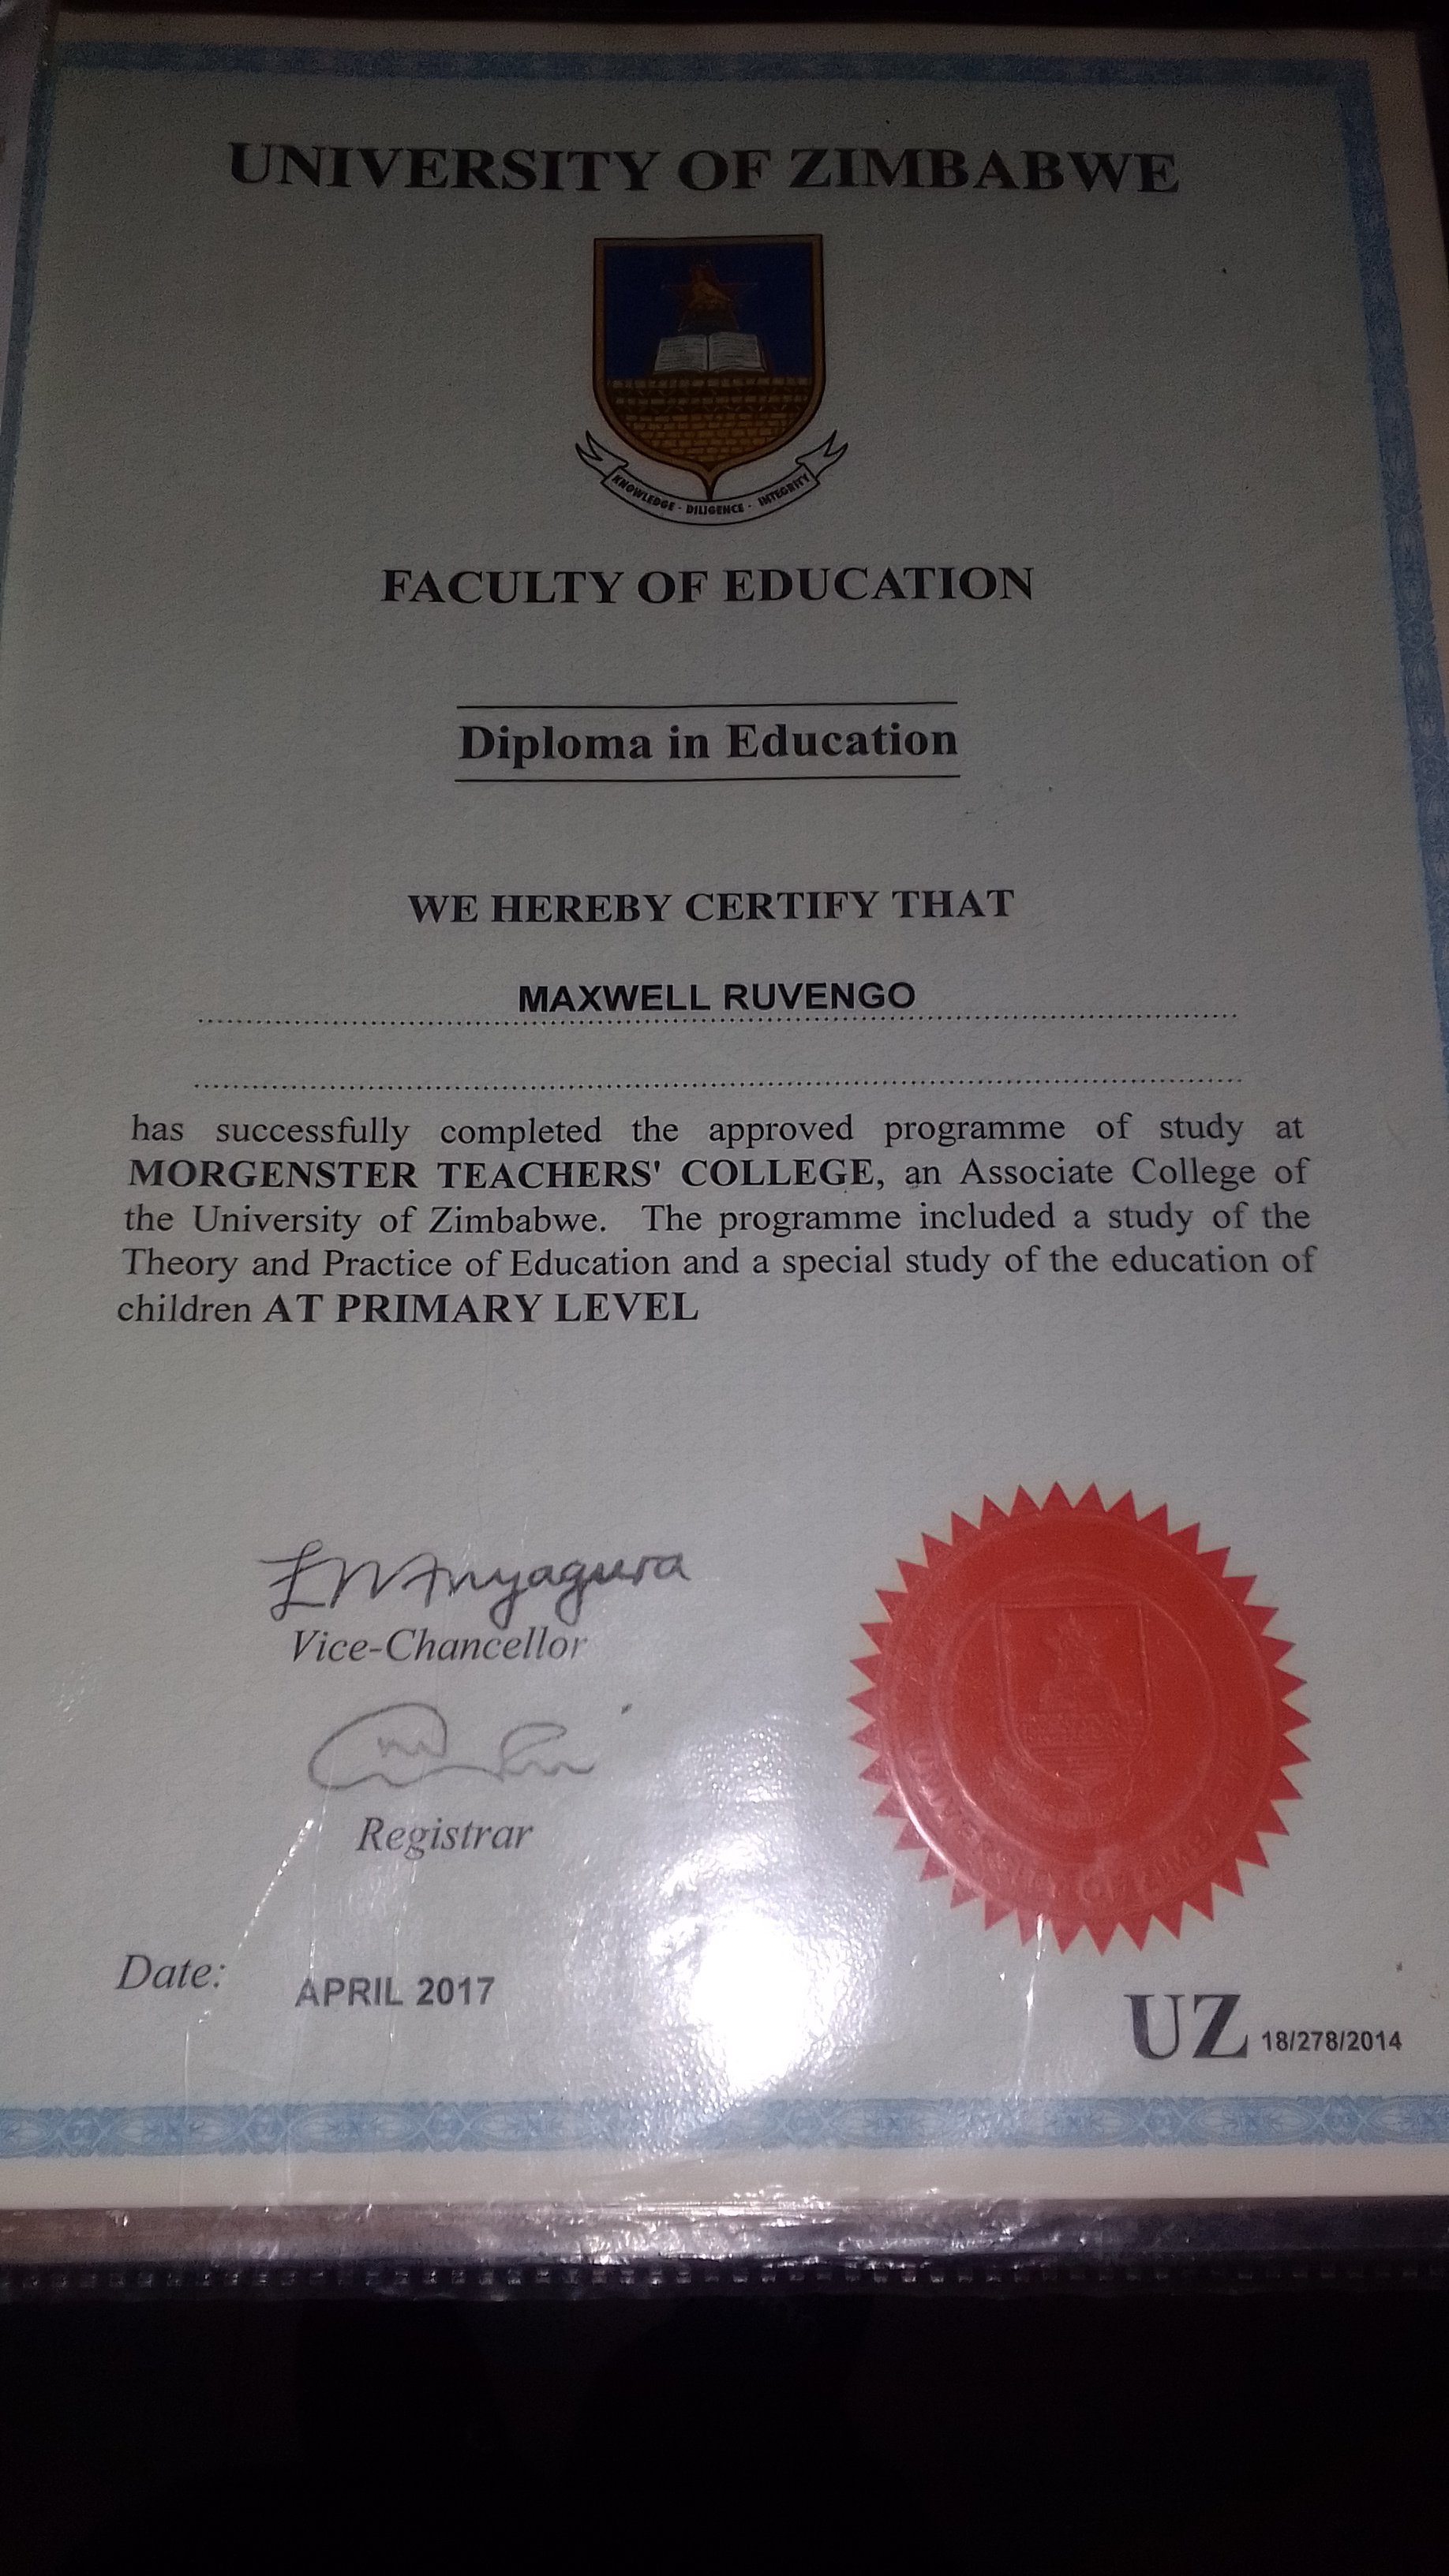 UNIVERSITY OF ZIMBABWE
KNOWLEDGE · DILIGENCE · INTEGRITY
FACULTY OF EDUCATION
Diploma in Education
WE HEREBY CERTIFY THAT
MAXWELL RUVENGO
has successfully completed the approved programme of study at
MORGENSTER TEACHERS' COLLEGE, an Associate College of
the University of Zimbabwe. The programme included a study of the
Theory and Practice of Education and a special study of the education of
children AT PRIMARY LEVEL
Vice-Chancellor
Registrar
UNIVERSITY OF
Date: APRIL 2017
UZ 18/278/2014